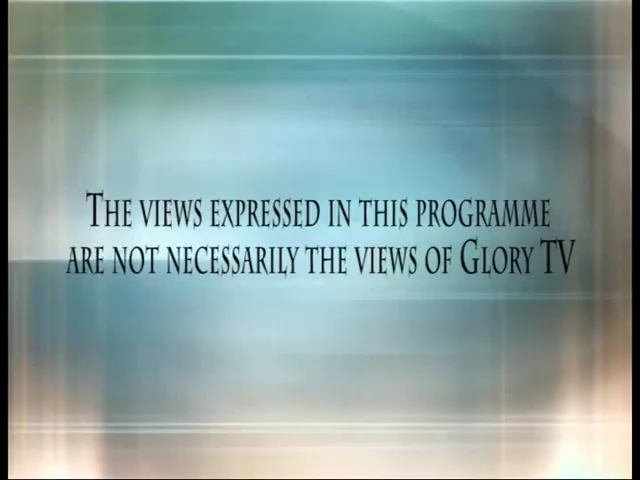 The views expressed in this programme
are not necessarily the views of Glory TV